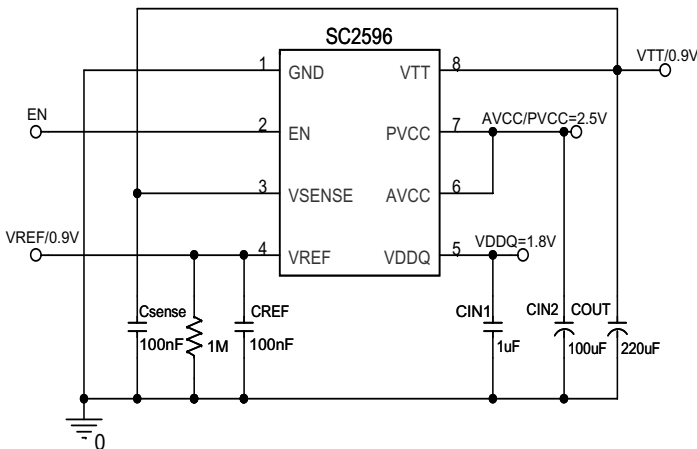 SC2596
VTT/0.9V
1 GND VTT 8
EN
2 EN PVCC 7 AVCC/PVCC=2.5V
3 VSENSE AVCC 6
VREF/0.9V
4 VREF VDDQ 5 VDDQ=1.8V
Csense CREF CIN1 CIN2 COUT
100nF 1M 100nF 1uF 100uF 220uF
0